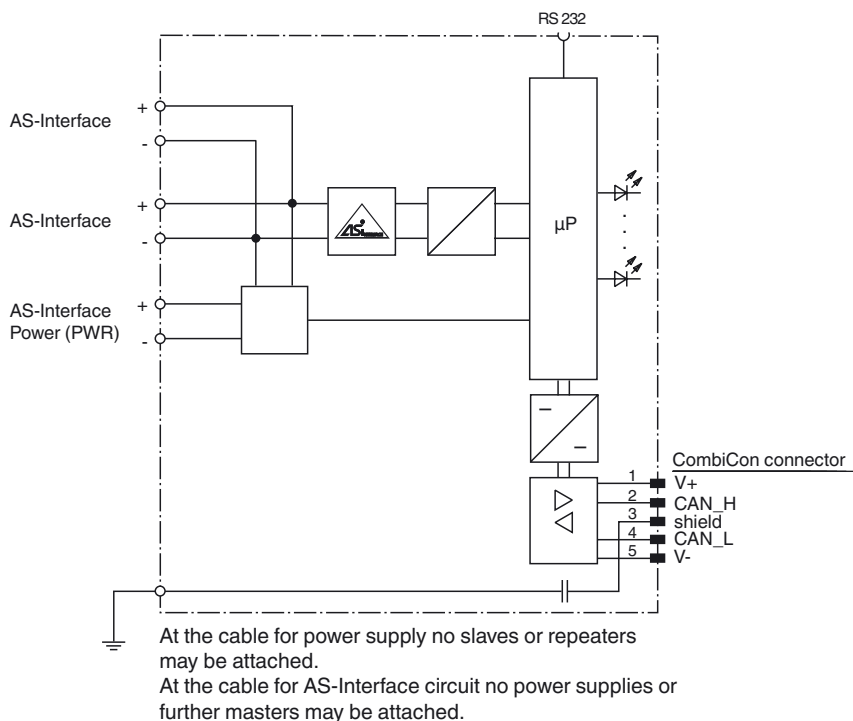 RS 232
AS-Interface
+
-
AS-Interface
+
-
µP
AS-Interface
Power (PWR)
+
-
CombiCon connector
1 V+
2 CAN_H
3 shield
4 CAN_L
5 V-
At the cable for power supply no slaves or repeaters
may be attached.
At the cable for AS-Interface circuit no power supplies or
further masters may be attached.